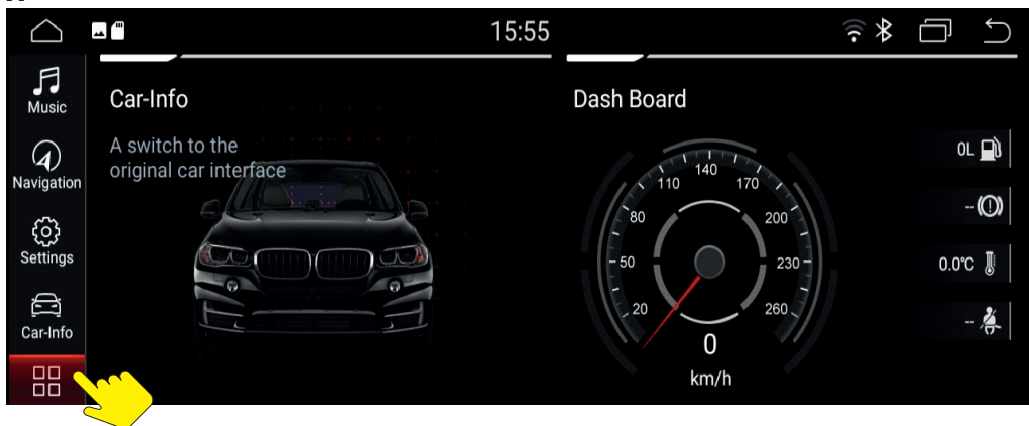 15:55
Music
Navigation
Settings
Car-Info
Car-Info
A switch to the
original car interface
Dash Board
20
50
80
110
140
170
200
230
260
0
km/h
0L
--
0.0℃
--